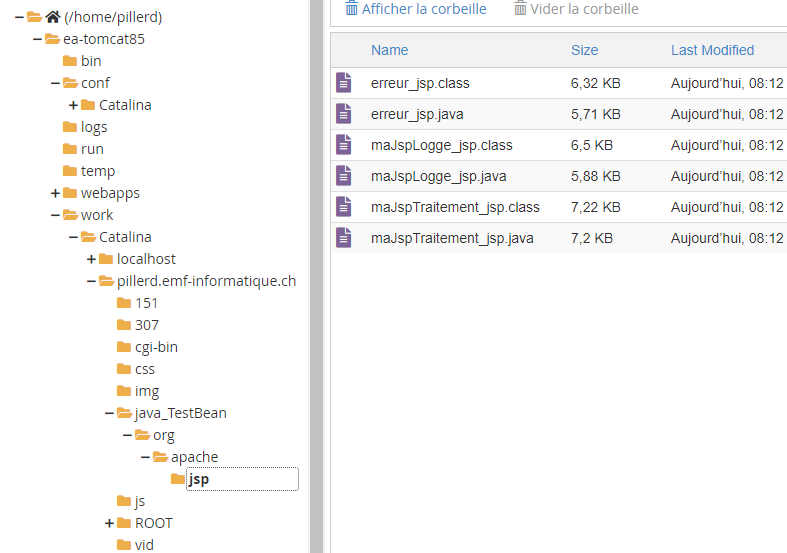 (/home/pillerd)
ea-tomcat85
bin
conf
Catalina
logs
run
temp
webapps
work
Catalina
localhost
pillerd.emf-informatique.ch
151
307
cgi-bin
css
img
java_TestBean
org
apache
jsp
js
ROOT
vid
Afficher la corbeille Vider la corbeille
Name Size Last Modified
erreur_jsp.class 6,32 KB Aujourd’hui, 08:12
erreur_jsp.java 5,71 KB Aujourd’hui, 08:12
maJspLogge_jsp.class 6,5 KB Aujourd’hui, 08:12
maJspLogge_jsp.java 5,88 KB Aujourd’hui, 08:12
maJspTraitement_jsp.class 7,22 KB Aujourd’hui, 08:12
maJspTraitement_jsp.java 7,2 KB Aujourd’hui, 08:12